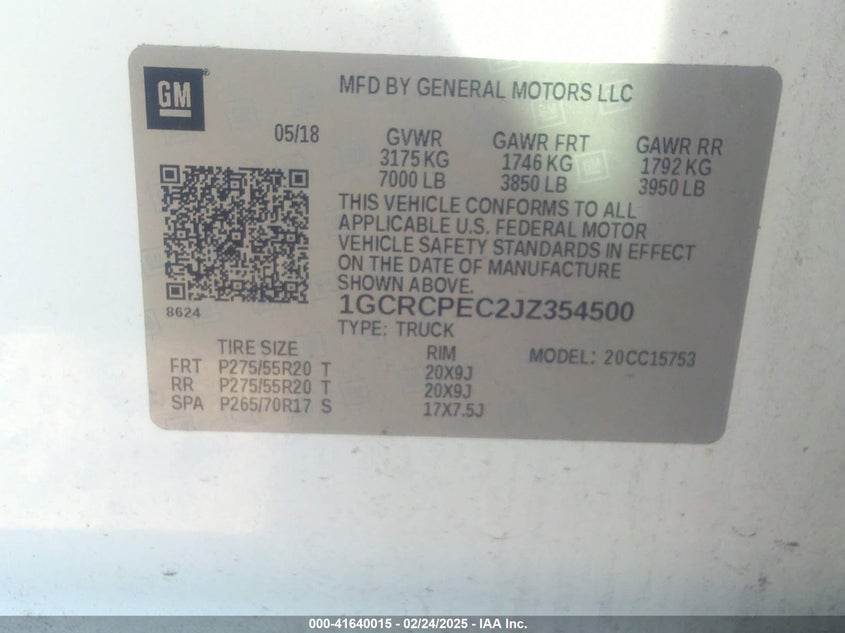 GM
MFD BY GENERAL MOTORS LLC
05/18
GVWR GAWR FRT GAWR RR
3175 KG 1746 KG 1792 KG
7000 LB 3850 LB 3950 LB
THIS VEHICLE CONFORMS TO ALL
APPLICABLE U.S. FEDERAL MOTOR
VEHICLE SAFETY STANDARDS IN EFFECT
ON THE DATE OF MANUFACTURE
SHOWN ABOVE.
8624
1GCRCPEC2JZ354500
TYPE: TRUCK
TIRE SIZE RIM MODEL: 20CC15753
FRT P275/55R20 T 20X9J
RR P275/55R20 T 20X9J
SPA P265/70R17 S 17X7.5J
000-41640015 - 02/24/2025 - IAA Inc.